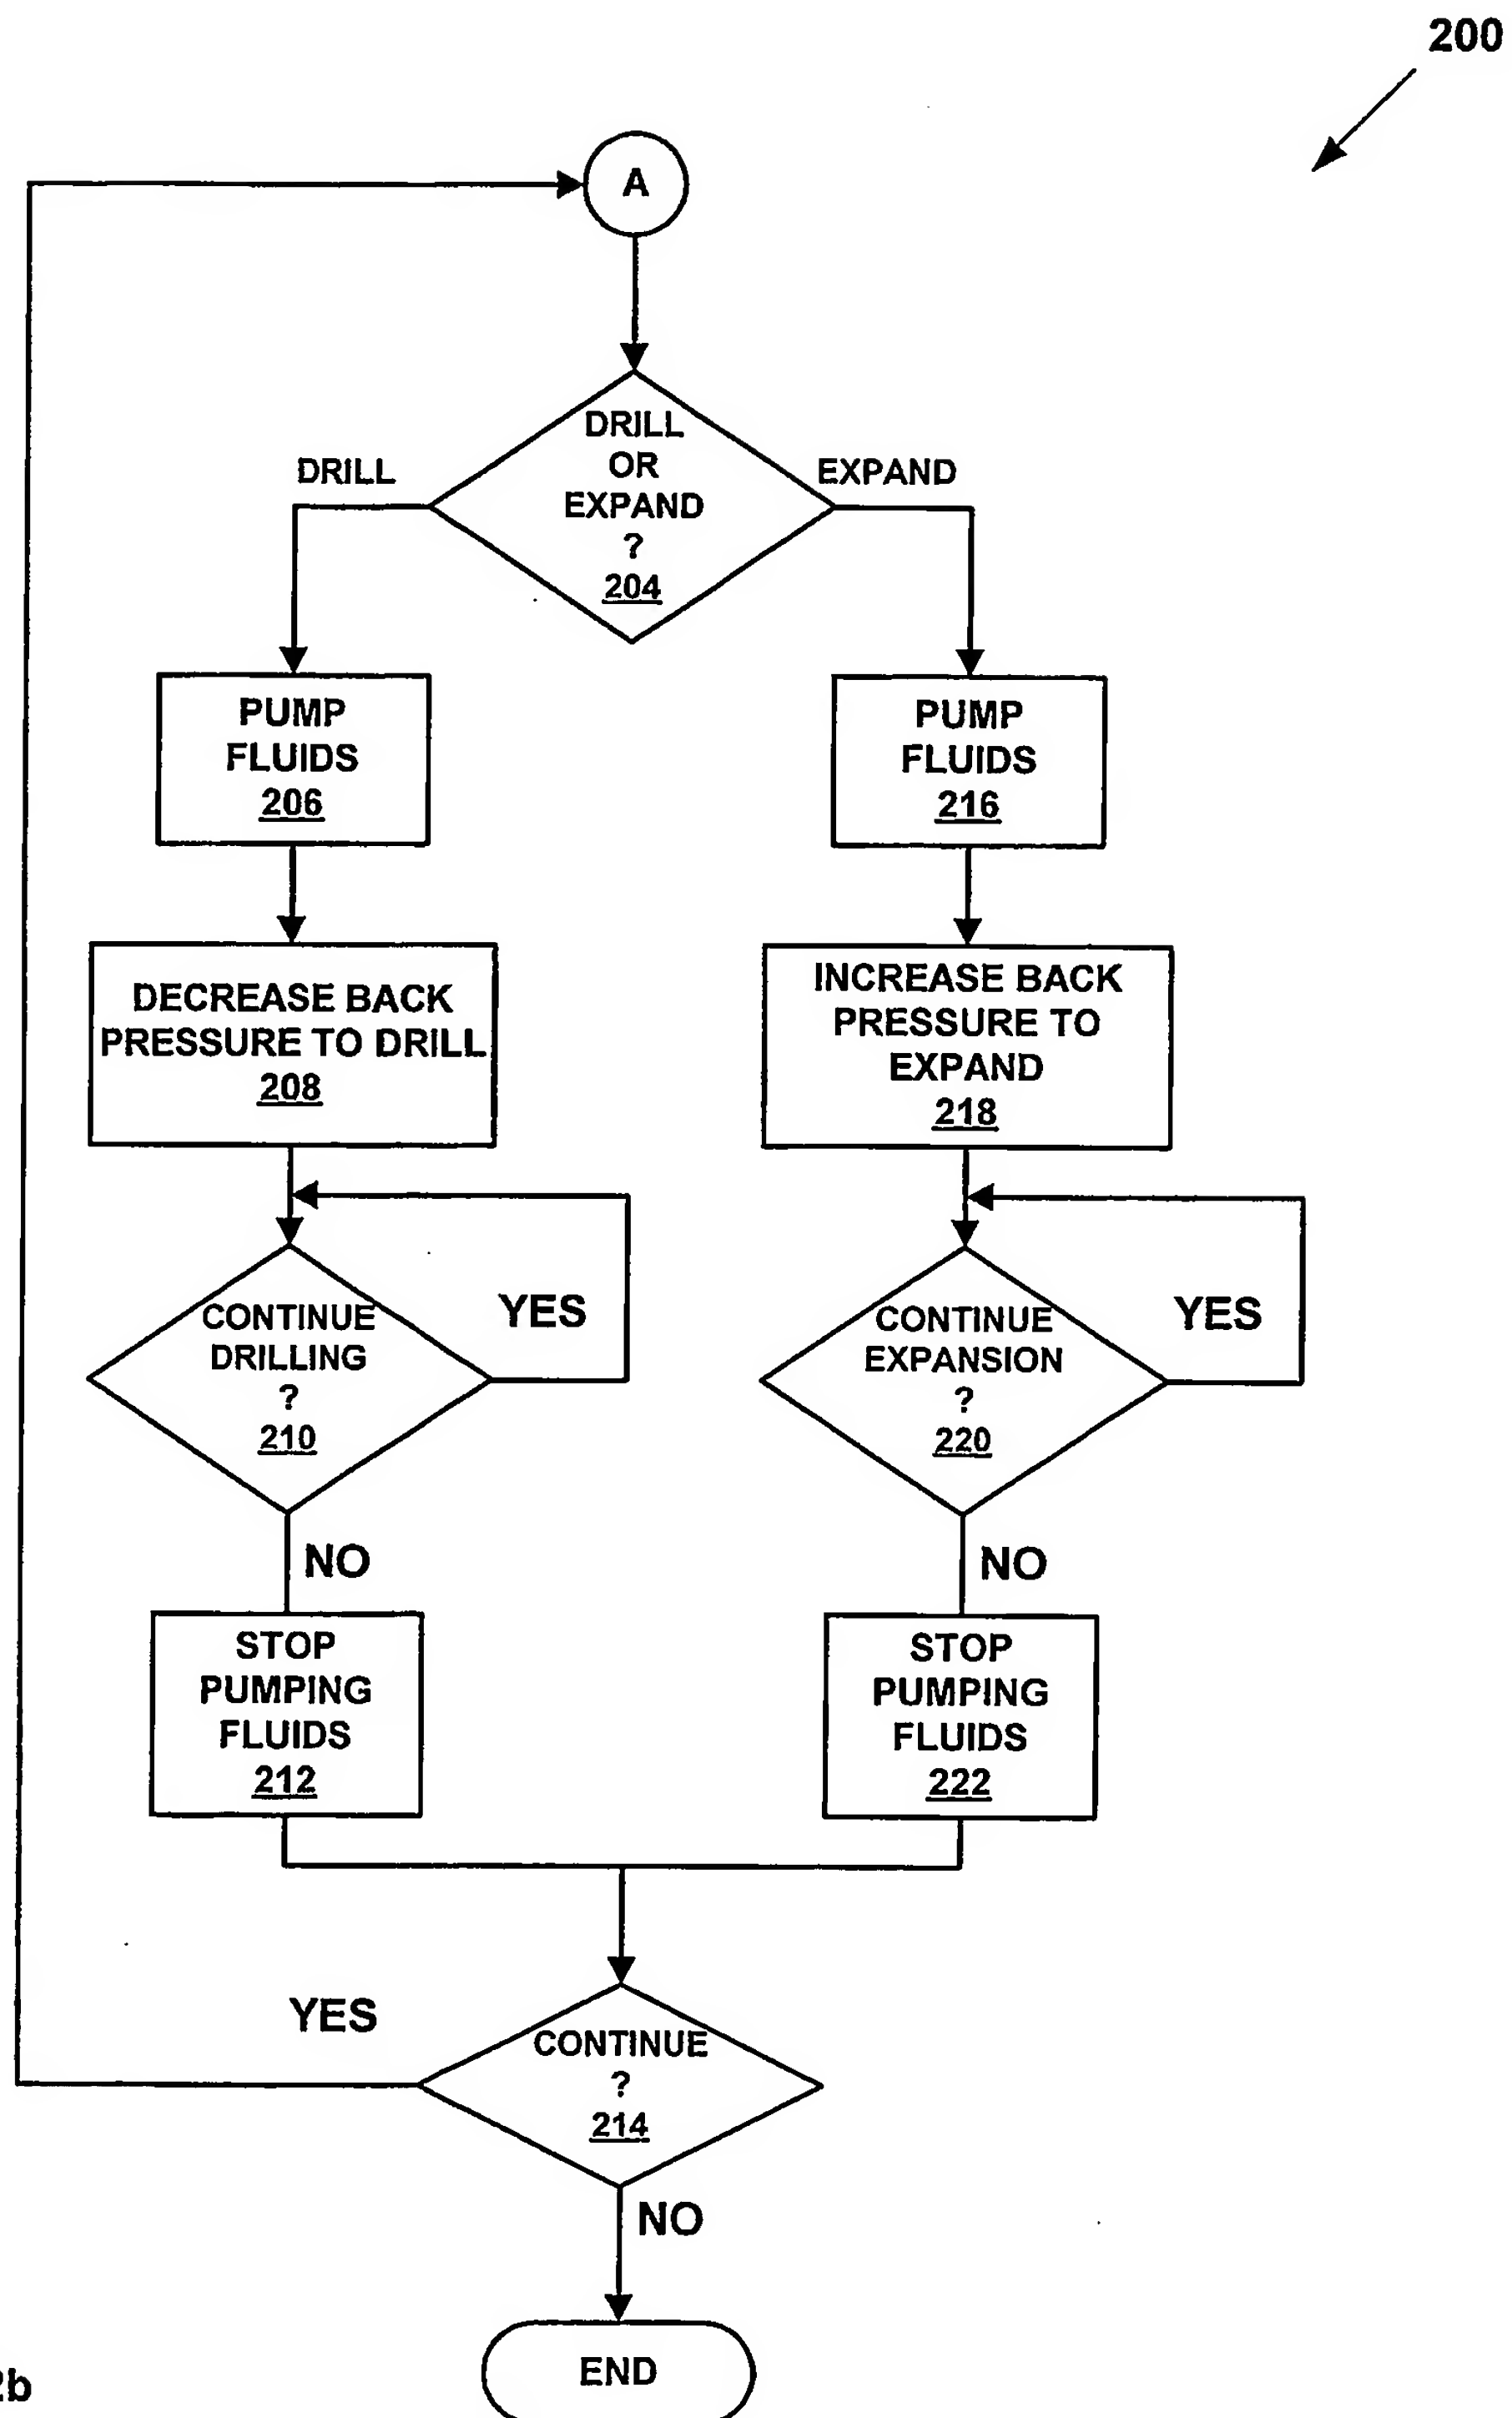 200
A
DRILL
OR
EXPAND
?
204
DRILL
EXPAND
PUMP
FLUIDS
206
PUMP
FLUIDS
216
DECREASE BACK
PRESSURE TO DRILL
208
INCREASE BACK
PRESSURE TO
EXPAND
218
CONTINUE
DRILLING
?
210
YES
CONTINUE
EXPANSION
?
220
YES
NO
NO
STOP
PUMPING
FLUIDS
212
STOP
PUMPING
FLUIDS
222
YES
CONTINUE
?
214
NO
END
2b